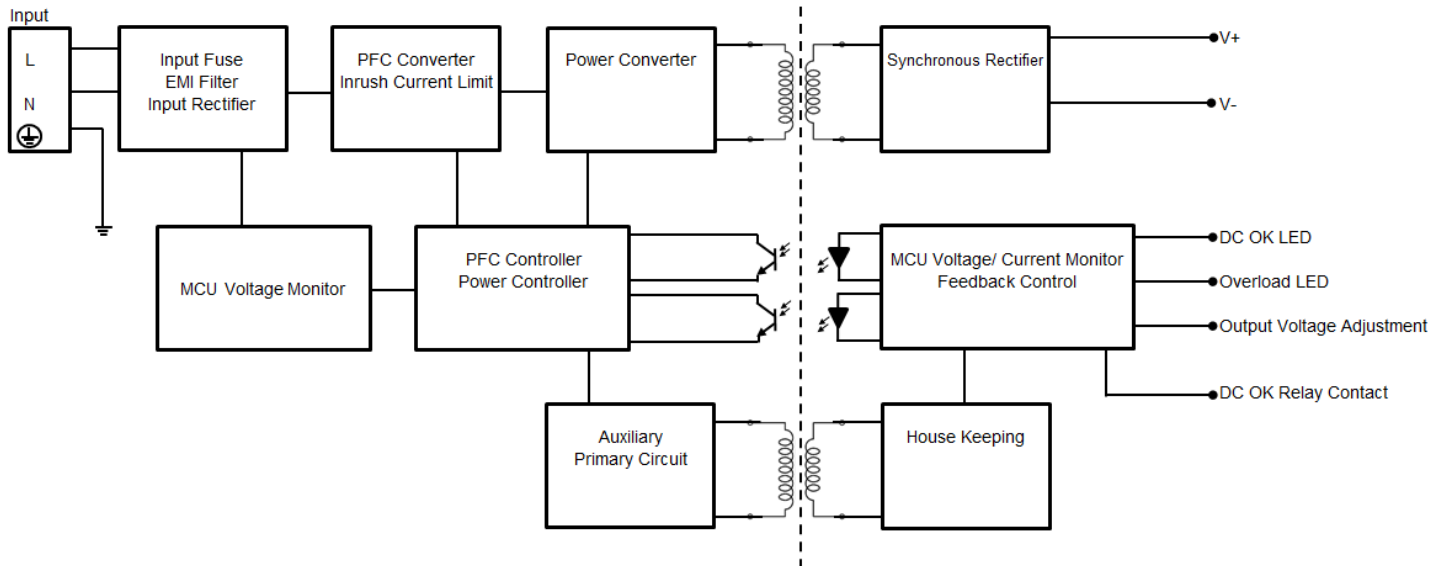 Input
L
N
Input Fuse
EMI Filter
Input Rectifier
PFC Converter
Inrush Current Limit
Power Converter
Synchronous Rectifier
V+
V-
MCU Voltage Monitor
PFC Controller
Power Controller
MCU Voltage/ Current Monitor
Feedback Control
DC OK LED
Overload LED
Output Voltage Adjustment
DC OK Relay Contact
Auxiliary
Primary Circuit
House Keeping